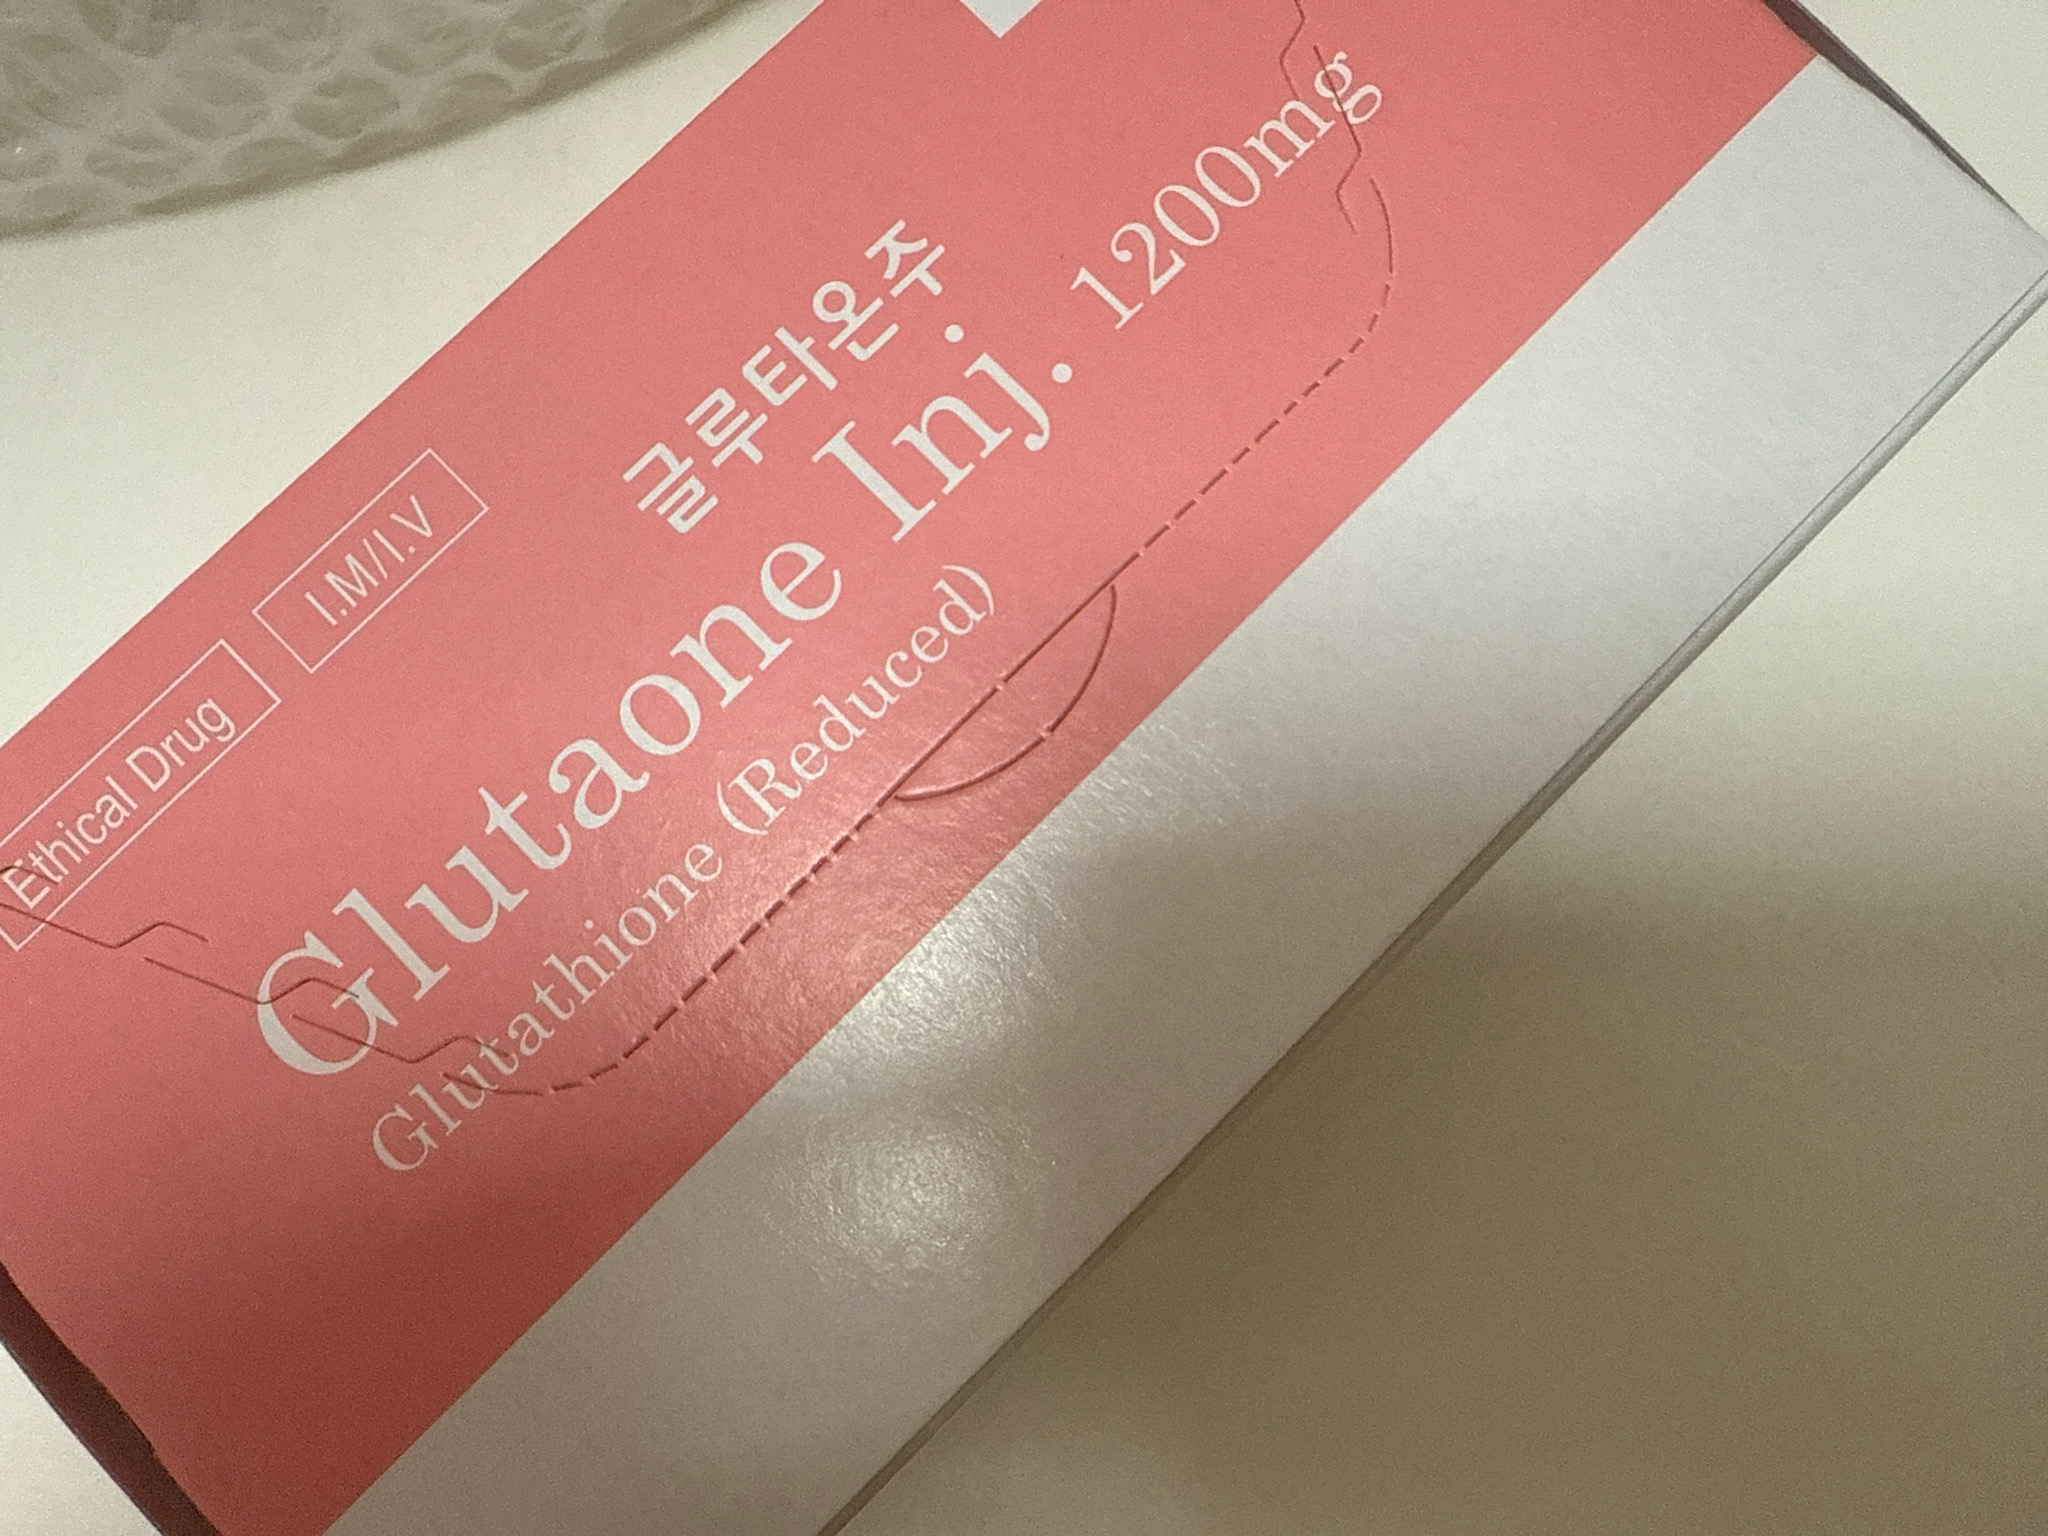 Ethical Drug I.M/I.V
글루타온주
Glutaone Inj. 1200mg
Glutathione (Reduced)